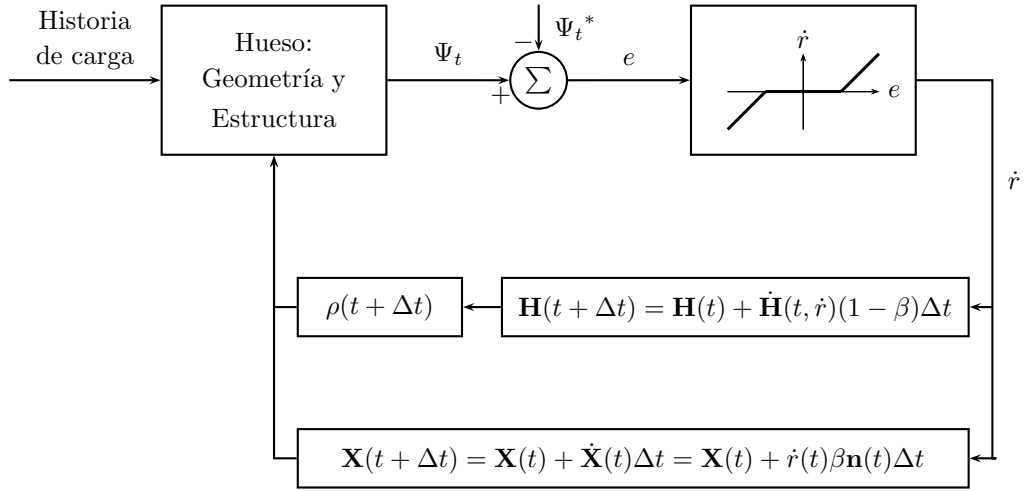 Historia
de carga
Hueso:
Geometría y
Estructura
Ψ_t
− Ψ_t*
+
∑
e
ṙ
e
ṙ
ρ(t + Δt)
𝐇(t + Δt) = 𝐇(t) + 𝐇̇(t, ṙ)(1 − β)Δt
𝐗(t + Δt) = 𝐗(t) + 𝐗̇(t)Δt = 𝐗(t) + ṙ(t)β𝐧(t)Δt